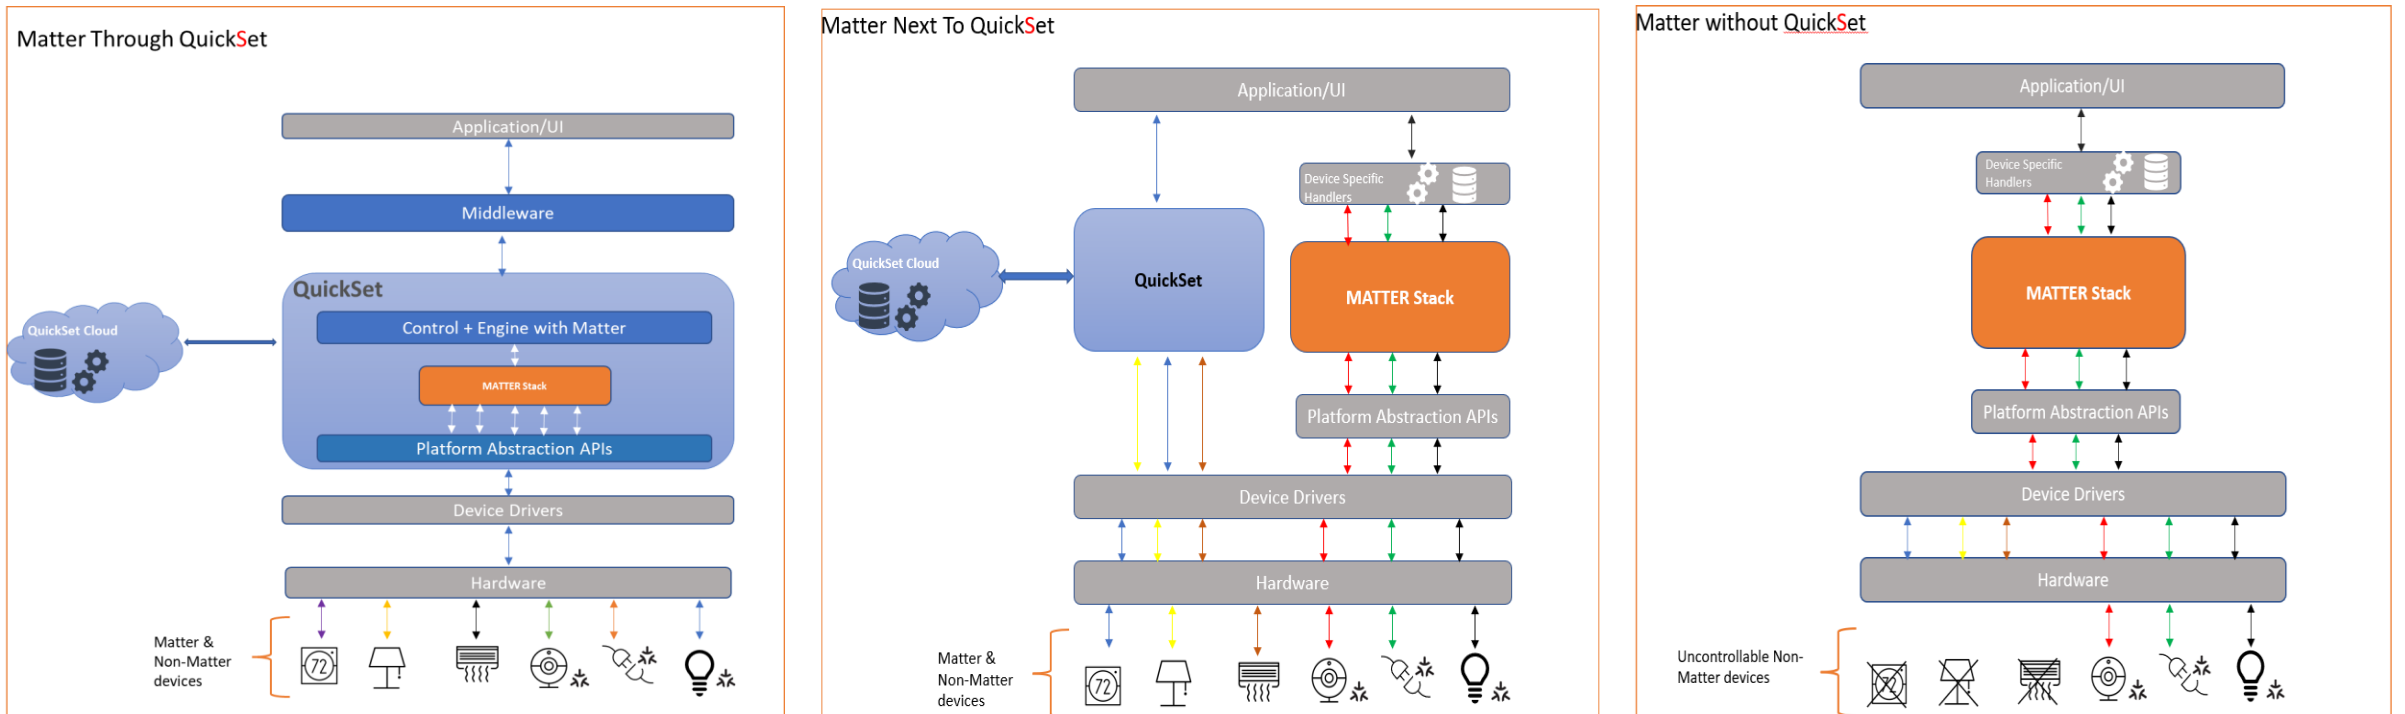 Matter Through QuickSet
Application/UI
Middleware
QuickSet
QuickSet Cloud
Control + Engine with Matter
MATTER Stack
Platform Abstraction APIs
Device Drivers
Hardware
Matter &
Non-Matter
devices
72
Matter Next To QuickSet
Application/UI
Device Specific
Handlers
QuickSet Cloud
QuickSet
MATTER Stack
Platform Abstraction APIs
Device Drivers
Hardware
Matter &
Non-Matter
devices
72
Matter without QuickSet
Application/UI
Device Specific
Handlers
MATTER Stack
Platform Abstraction APIs
Device Drivers
Hardware
Uncontrollable Non-
Matter devices
72